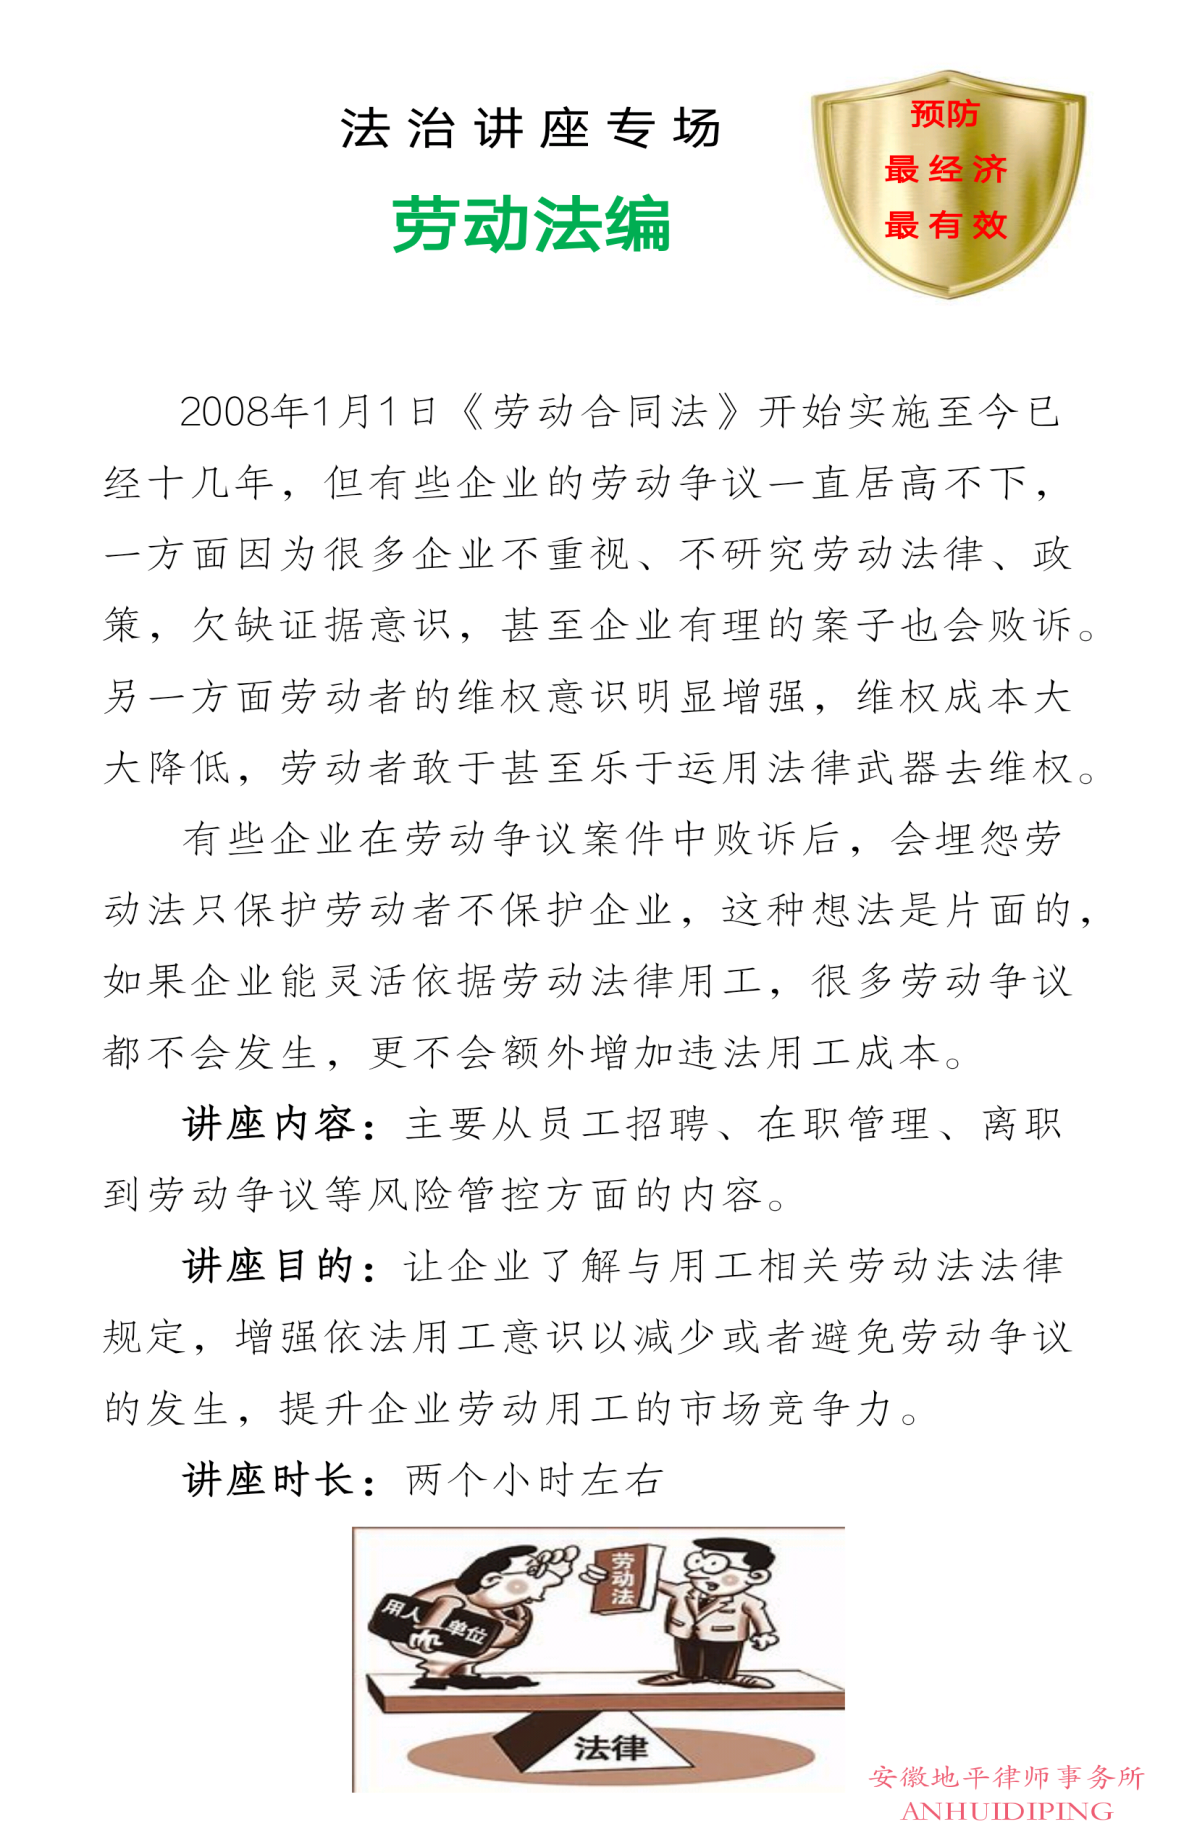 法治讲座专场
劳动法编
预防
最经济
最有效
2008年1月1日《劳动合同法》开始实施至今已
经十几年，但有些企业的劳动争议一直居高不下，
一方面因为很多企业不重视、不研究劳动法律、政
策，欠缺证据意识，甚至企业有理的案子也会败诉。
另一方面劳动者的维权意识明显增强，维权成本大
大降低，劳动者敢于甚至乐于运用法律武器去维权。
有些企业在劳动争议案件中败诉后，会埋怨劳
动法只保护劳动者不保护企业，这种想法是片面的，
如果企业能灵活依据劳动法律用工，很多劳动争议
都不会发生，更不会额外增加违法用工成本。
讲座内容：主要从员工招聘、在职管理、离职
到劳动争议等风险管控方面的内容。
讲座目的：让企业了解与用工相关劳动法法律
规定，增强依法用工意识以减少或者避免劳动争议
的发生，提升企业劳动用工的市场竞争力。
讲座时长：两个小时左右
劳动法
用人单位
法律
安徽地平律师事务所
ANHUIDIPING